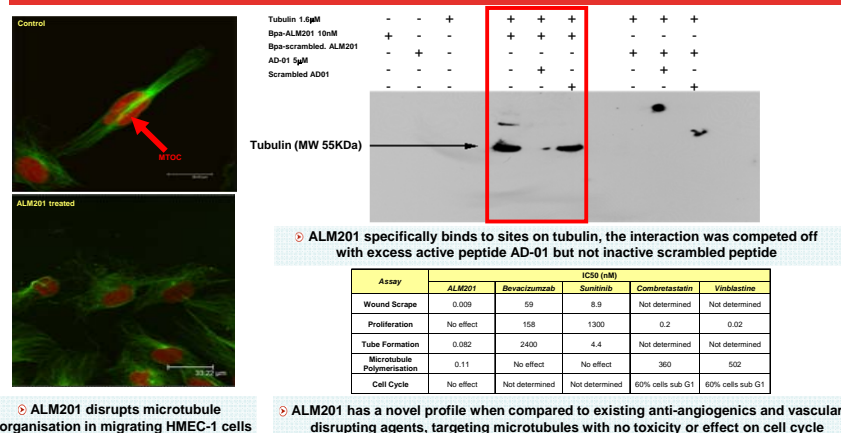 Control
MTOC
ALM201 treated
33.22 µm
ALM201 disrupts microtubule
organisation in migrating HMEC-1 cells
Tubulin 1.6µM - - + + + + + + +
Bpa-ALM201 10nM + - - + + + - - -
Bpa-scrambled. ALM201 - + - - - - + + +
AD-01 5µM - - - - + - - + -
Scrambled AD01 - - - - - + - - +
Tubulin (MW 55KDa)
ALM201 specifically binds to sites on tubulin, the interaction was competed off
with excess active peptide AD-01 but not inactive scrambled peptide
Assay IC50 (nM)
ALM201 Bevacizumzab Sunitinib Combretastatin Vinblastine
Wound Scrape 0.009 59 8.9 Not determined Not determined
Proliferation No effect 158 1300 0.2 0.02
Tube Formation 0.082 2400 4.4 Not determined Not determined
Microtubule
Polymerisation 0.11 No effect No effect 360 502
Cell Cycle No effect Not determined Not determined 60% cells sub G1 60% cells sub G1
ALM201 has a novel profile when compared to existing anti-angiogenics and vascular
disrupting agents, targeting microtubules with no toxicity or effect on cell cycle